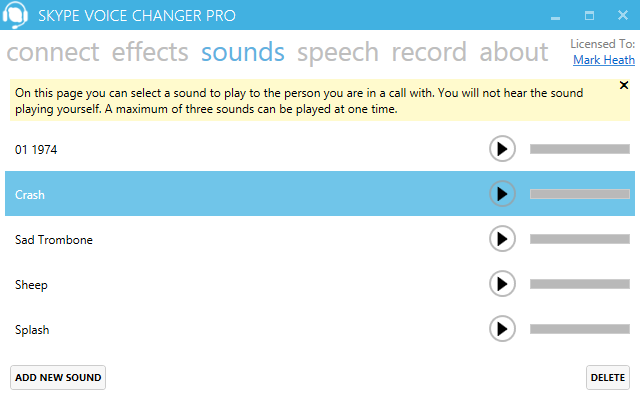 SKYPE VOICE CHANGER PRO
connect effects sounds speech record about
Licensed To:
Mark Heath
On this page you can select a sound to play to the person you are in a call with. You will not hear the sound
playing yourself. A maximum of three sounds can be played at one time.
01 1974
Crash
Sad Trombone
Sheep
Splash
ADD NEW SOUND
DELETE